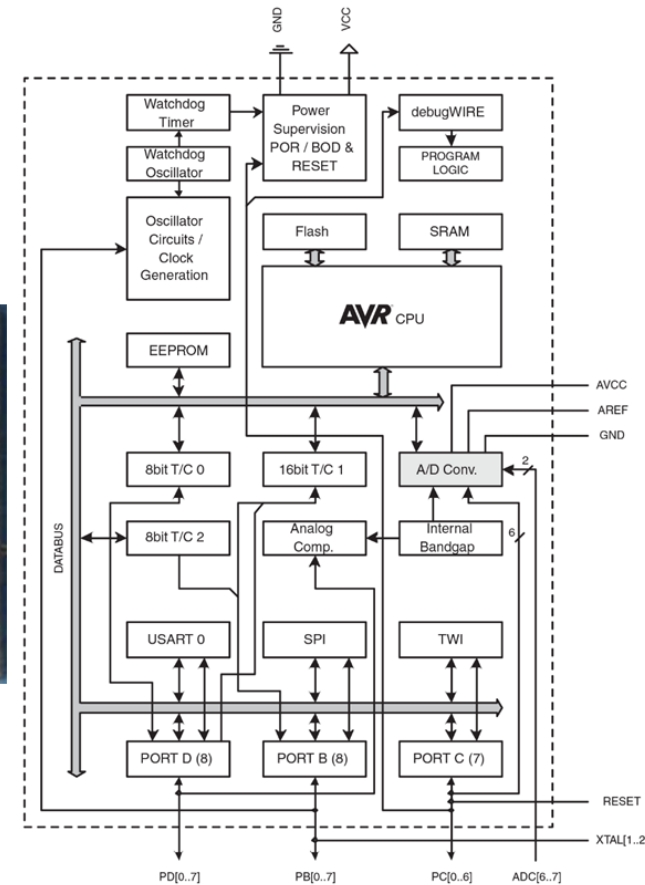 GND
VCC
Watchdog
Timer
Power
Supervision
POR / BOD &
RESET
debugWIRE
Watchdog
Oscillator
PROGRAM
LOGIC
Oscillator
Circuits /
Clock
Generation
Flash
SRAM
AVR CPU
EEPROM
AVCC
AREF
GND
2
8bit T/C 0
16bit T/C 1
A/D Conv.
DATABUS
8bit T/C 2
Analog
Comp.
Internal
Bandgap
6
USART 0
SPI
TWI
PORT D (8)
PORT B (8)
PORT C (7)
RESET
XTAL[1..2
PD[0..7]
PB[0..7]
PC[0..6]
ADC[6..7]